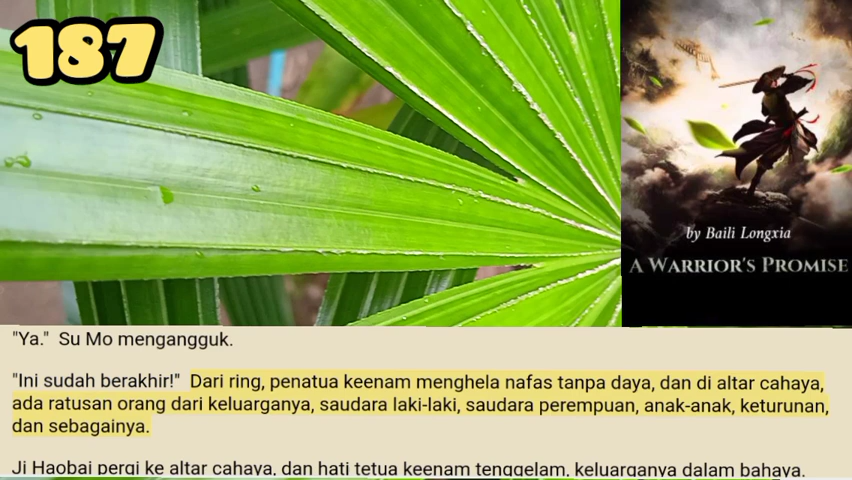 187
by Baili Longxia
A WARRIOR'S PROMISE
"Ya."  Su Mo mengangguk.
"Ini sudah berakhir!"  Dari ring, penatua keenam menghela nafas tanpa daya, dan di altar cahaya,
ada ratusan orang dari keluarganya, saudara laki-laki, saudara perempuan, anak-anak, keturunan,
dan sebagainya.
Ji Haobai pergi ke altar cahaya, dan hati tetua keenam tenggelam, keluarganya dalam bahaya.